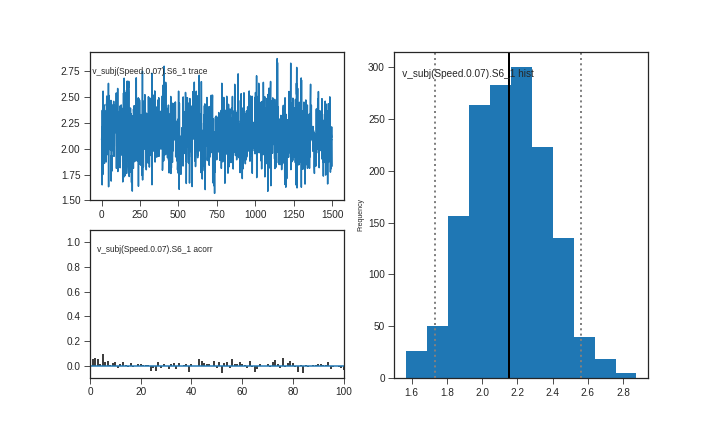 v_subj(Speed.0.07).S6_1 trace
2.75
2.50
2.25
2.00
1.75
1.50
0 250 500 750 1000 1250 1500
v_subj(Speed.0.07).S6_1 acorr
1.0
0.8
0.6
0.4
0.2
0.0
0 20 40 60 80 100
v_subj(Speed.0.07).S6_1 hist
Frequency
300
250
200
150
100
50
0
1.6 1.8 2.0 2.2 2.4 2.6 2.8